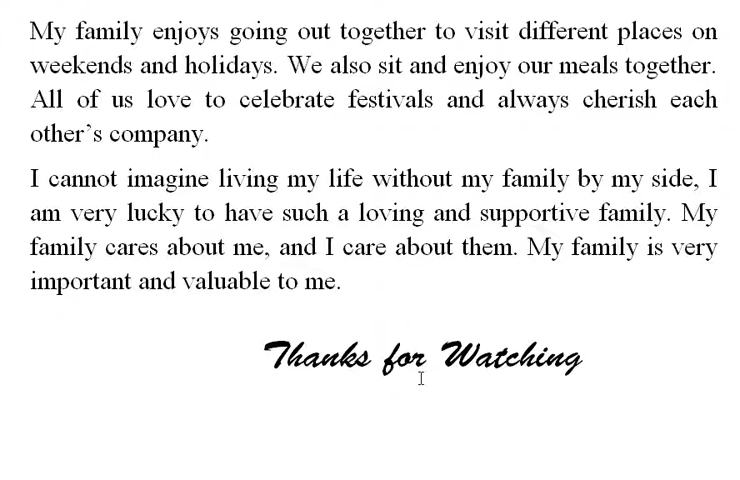 My family enjoys going out together to visit different places on
weekends and holidays. We also sit and enjoy our meals together.
All of us love to celebrate festivals and always cherish each
other’s company.
I cannot imagine living my life without my family by my side, I
am very lucky to have such a loving and supportive family. My
family cares about me, and I care about them. My family is very
important and valuable to me.
Thanks for Watching